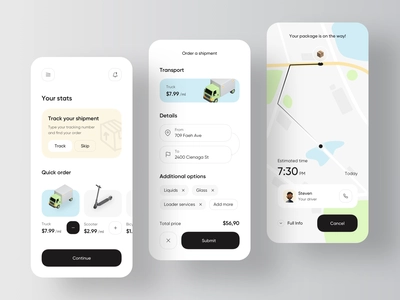 Your stats
Track your shipment
Type your tracking number
and find your order
Track
Skip
Quick order
Truck
$7.99 /mi
Scooter
$2.99 /mi
Continue
Order a shipment
Transport
Truck
$7.99 /mi
Details
From
709 Fueh Ave
To
2400 Cienaga St
Additional options
Liquids ×
Glass ×
Loader services ×
Add more
Total price
$56,90
Submit
Your package is on the way!
Estimated time
Today
7:30 PM
Steven
Your driver
Full info
Cancel